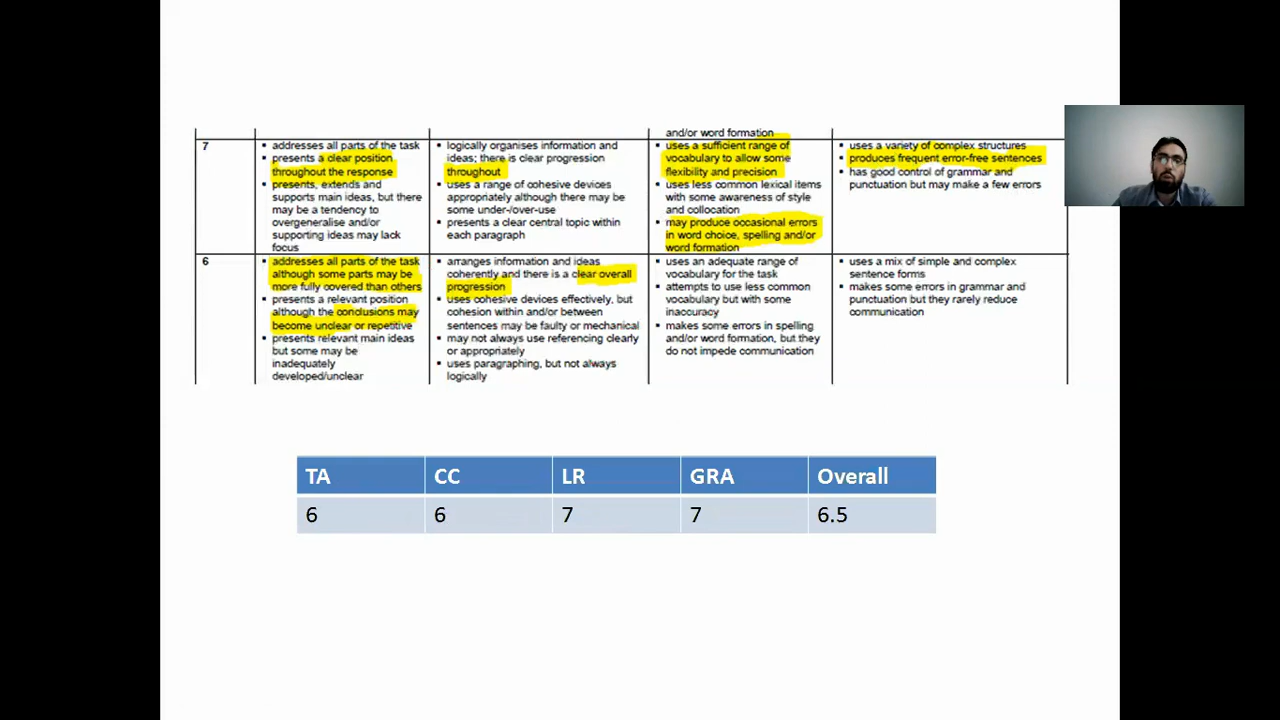 and/or word formation
7
addresses all parts of the task
presents a clear position
throughout the response
presents, extends and
supports main ideas, but there
may be a tendency to
overgeneralise and/or
supporting ideas may lack
focus
logically organises information and
ideas; there is clear progression
throughout
uses a range of cohesive devices
appropriately although there may be
some under-/over-use
presents a clear central topic within
each paragraph
uses a sufficient range of
vocabulary to allow some
flexibility and precision
uses less common lexical items
with some awareness of style
and collocation
may produce occasional errors
in word choice, spelling and/or
word formation
uses a variety of complex structures
produces frequent error-free sentences
has good control of grammar and
punctuation but may make a few errors
6
addresses all parts of the task
although some parts may be
more fully covered than others
presents a relevant position
although the conclusions may
become unclear or repetitive
presents relevant main ideas
but some may be
inadequately
developed/unclear
arranges information and ideas
coherently and there is a clear overall
progression
uses cohesive devices effectively, but
cohesion within and/or between
sentences may be faulty or mechanical
may not always use referencing clearly
or appropriately
uses paragraphing, but not always
logically
uses an adequate range of
vocabulary for the task
attempts to use less common
vocabulary but with some
inaccuracy
makes some errors in spelling
and/or word formation, but they
do not impede communication
uses a mix of simple and complex
sentence forms
makes some errors in grammar and
punctuation but they rarely reduce
communication
TA CC LR GRA Overall
6 6 7 7 6.5